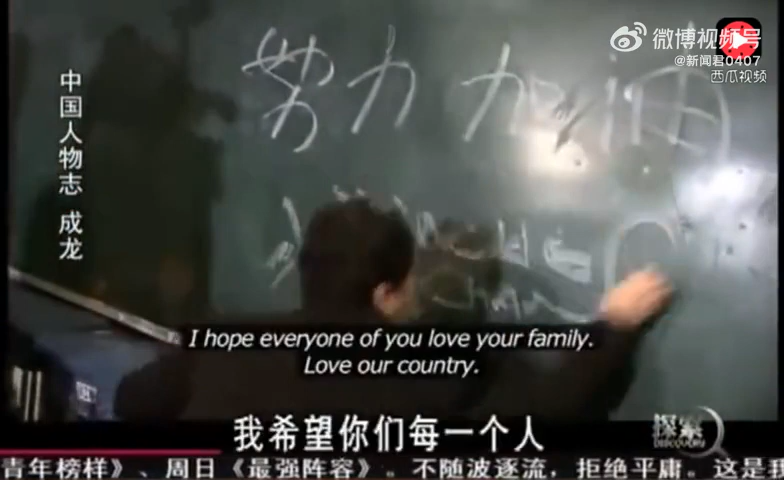 微博视频号
@新闻君0407
西瓜视频
中国人物志 成龙
努力 加油
I hope everyone of you love your family.
Love our country.
我希望你们每一个人
探索
DISCOVERY
青年榜样》、周日《最强阵容》。不随波逐流,拒绝平庸。这是我